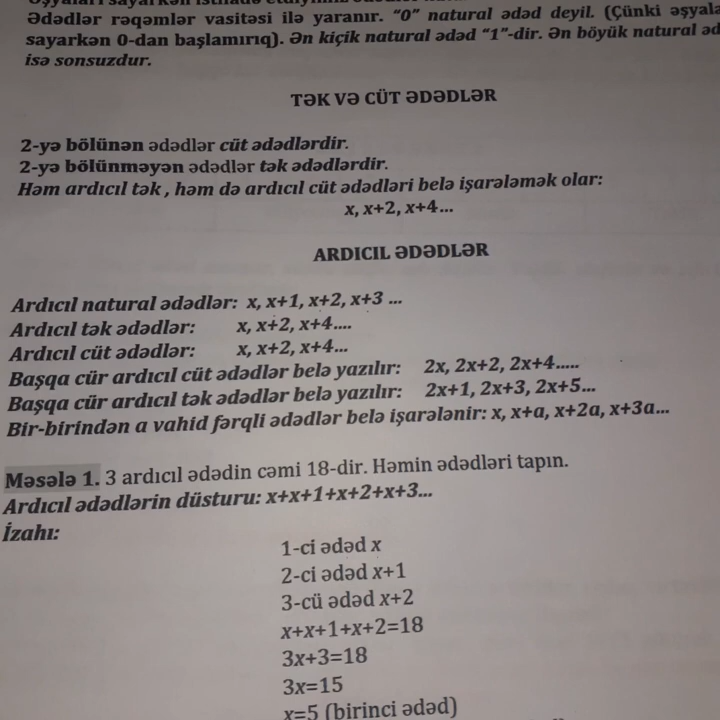 Ədədlər rəqəmlər vasitəsi ilə yaranır. “0” natural ədəd deyil. (Çünki əşyala
sayarkən 0-dan başlamırıq). Ən kiçik natural ədəd “1”-dir. Ən böyük natural əd
isə sonsuzdur.
TƏK VƏ CÜT ƏDƏDLƏR
2-yə bölünən ədədlər cüt ədədlərdir.
2-yə bölünməyən ədədlər tək ədədlərdir.
Həm ardıcıl tək , həm də ardıcıl cüt ədədləri belə işarələmək olar:
x, x+2, x+4...
ARDICIL ƏDƏDLƏR
Ardıcıl natural ədədlər: x, x+1, x+2, x+3 ...
Ardıcıl tək ədədlər: x, x+2, x+4....
Ardıcıl cüt ədədlər: x, x+2, x+4...
Başqa cür ardıcıl cüt ədədlər belə yazılır: 2x, 2x+2, 2x+4.....
Başqa cür ardıcıl tək ədədlər belə yazılır: 2x+1, 2x+3, 2x+5...
Bir-birindən a vahid fərqli ədədlər belə işarələnir: x, x+a, x+2a, x+3a...
Məsələ 1. 3 ardıcıl ədədin cəmi 18-dir. Həmin ədədləri tapın.
Ardıcıl ədədlərin düsturu: x+x+1+x+2+x+3...
İzahı:
1-ci ədəd x
2-ci ədəd x+1
3-cü ədəd x+2
x+x+1+x+2=18
3x+3=18
3x=15
x=5 (birinci ədəd)